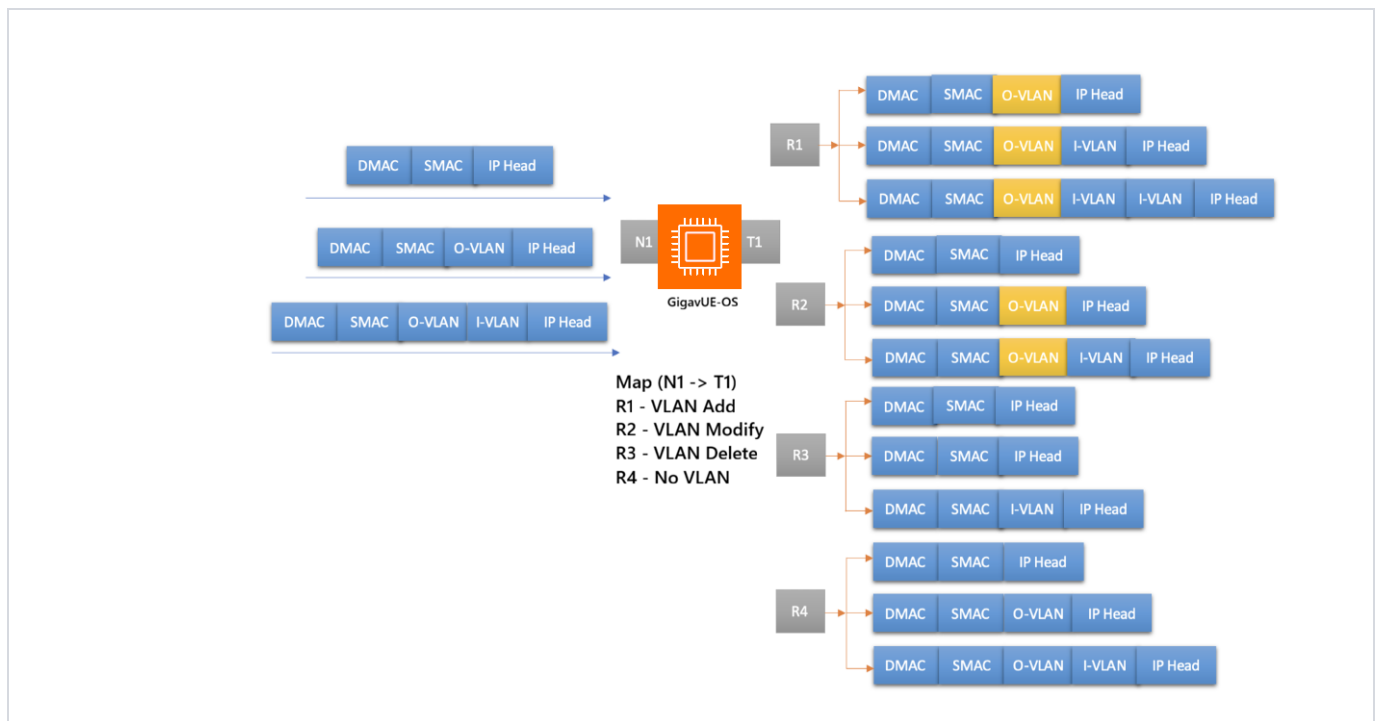 DMAC SMAC IP Head
DMAC SMAC O-VLAN IP Head
DMAC SMAC O-VLAN I-VLAN IP Head
N1 T1
GigavUE-OS
Map (N1 -> T1)
R1 - VLAN Add
R2 - VLAN Modify
R3 - VLAN Delete
R4 - No VLAN
R1
DMAC SMAC O-VLAN IP Head
DMAC SMAC O-VLAN I-VLAN IP Head
DMAC SMAC O-VLAN I-VLAN I-VLAN IP Head
R2
DMAC SMAC IP Head
DMAC SMAC O-VLAN IP Head
DMAC SMAC O-VLAN I-VLAN IP Head
R3
DMAC SMAC IP Head
DMAC SMAC IP Head
DMAC SMAC I-VLAN IP Head
R4
DMAC SMAC IP Head
DMAC SMAC O-VLAN IP Head
DMAC SMAC O-VLAN I-VLAN IP Head